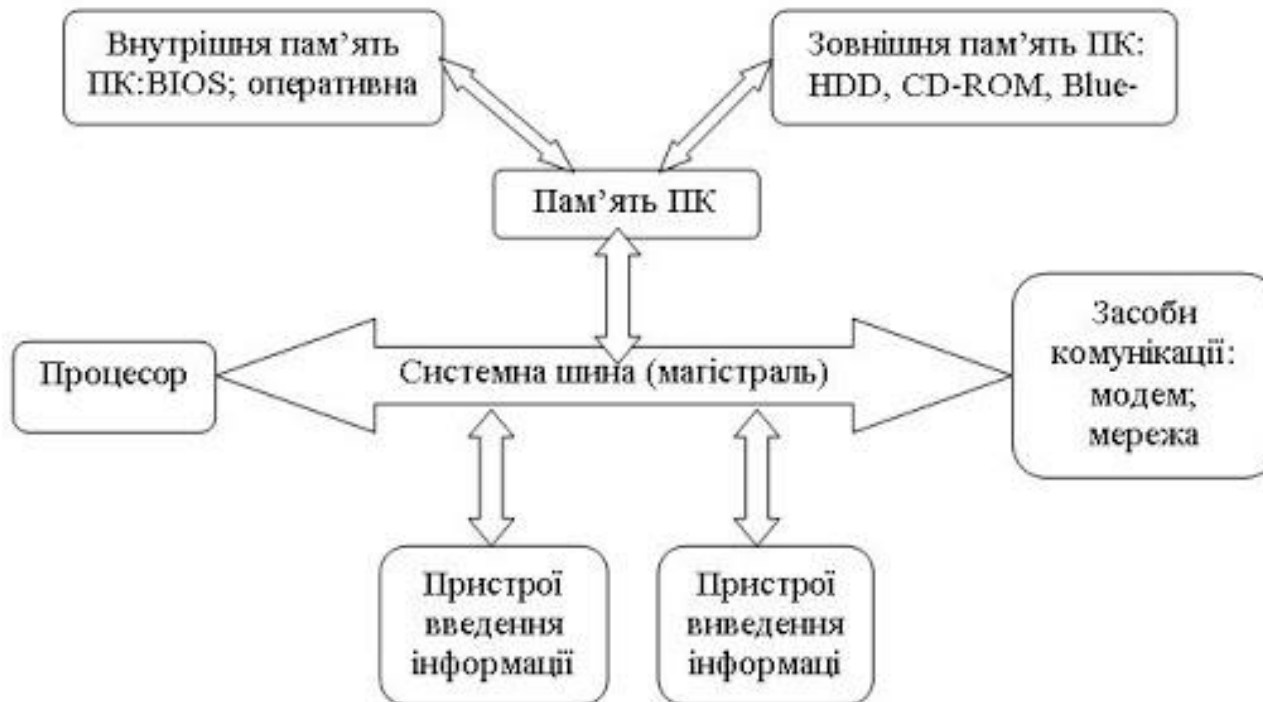 Внутрішня пам’ять
ПК:BIOS; оперативна
Зовнішня пам’ять ПК:
HDD, CD-ROM, Blue-
Пам’ять ПК
Процесор
Системна шина (магістраль)
Засоби
комунікації:
модем;
мережа
Пристрої
введення
інформації
Пристрої
виведення
інформаці